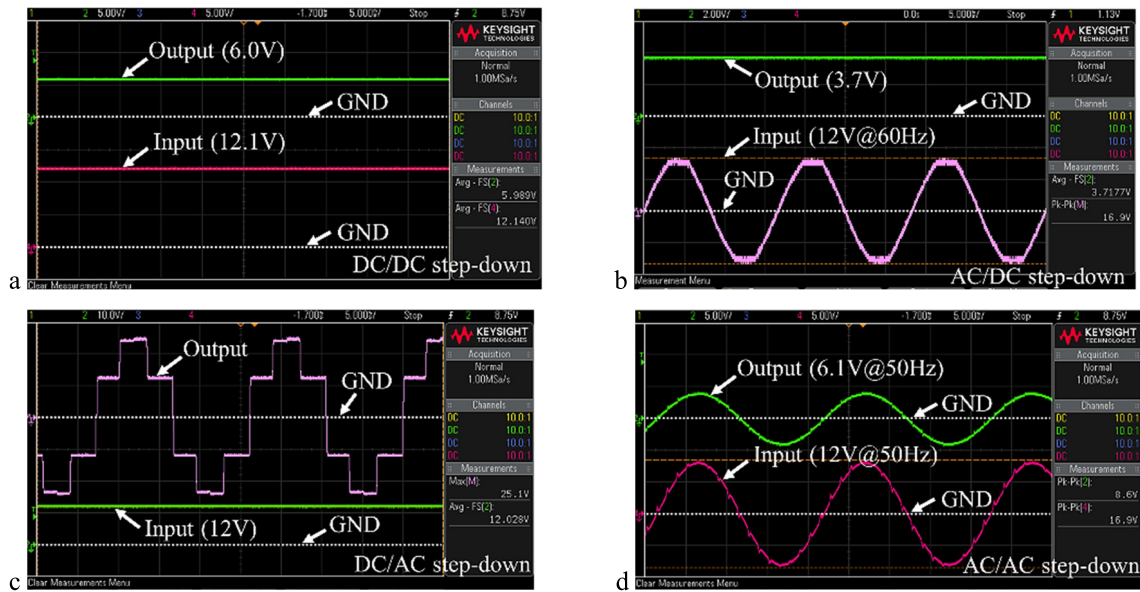 1 2 5.00V/ 3 4 5.00V/ -1.700s 5.000s/ Stop 2 8.75V
KEYSIGHT
TECHNOLOGIES
Acquisition
Normal
1.00MSa/s
Channels
DC 10.0:1
DC 10.0:1
DC 10.0:1
DC 10.0:1
Measurements
Avg - FS(2):
5.989V
Avg - FS(4):
12.140V
Output (6.0V)
GND
Input (12.1V)
GND
DC/DC step-down
Clear Measurements Menu
a
1 2 2.00V/ 3 4 0.0s 5.000s/ Stop 1 1.13V
KEYSIGHT
TECHNOLOGIES
Acquisition
Normal
1.00MSa/s
Channels
DC 10.0:1
DC 10.0:1
DC 10.0:1
DC 10.0:1
Measurements
Avg - FS(2):
3.7177V
Pk-Pk(M):
16.9V
Output (3.7V)
GND
Input (12V@60Hz)
GND
AC/DC step-down
Measurement Menu
b
1 2 10.0V/ 3 4 -1.700s 5.000s/ Stop 2 8.75V
KEYSIGHT
TECHNOLOGIES
Acquisition
Normal
1.00MSa/s
Channels
DC 10.0:1
DC 10.0:1
DC 10.0:1
DC 10.0:1
Measurements
Max(M):
25.1V
Avg - FS(2):
12.028V
Output
GND
Input (12V)
GND
DC/AC step-down
Clear Measurements Menu
c
1 2 5.00V/ 3 4 5.00V/ -1.700s 5.000s/ Stop 2 8.75V
KEYSIGHT
TECHNOLOGIES
Acquisition
Normal
1.00MSa/s
Channels
DC 10.0:1
DC 10.0:1
DC 10.0:1
DC 10.0:1
Measurements
Pk-Pk(2):
8.6V
Pk-Pk(4):
16.9V
Output (6.1V@50Hz)
GND
Input (12V@50Hz)
GND
AC/AC step-down
Clear Measurements Menu
d